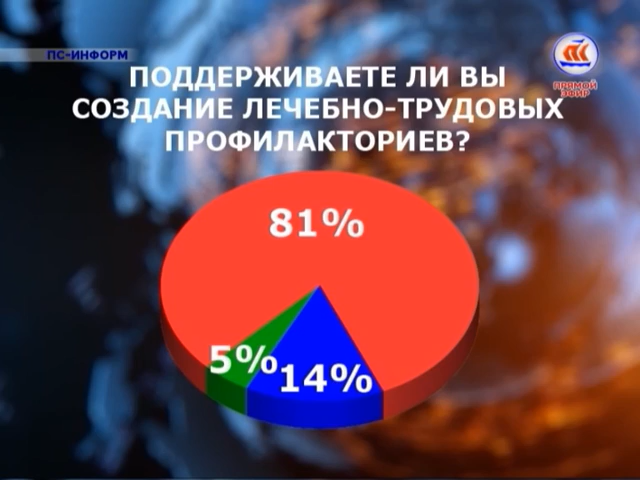 ПС-ИНФОРМ
ПОДДЕРЖИВАЕТЕ ЛИ ВЫ
СОЗДАНИЕ ЛЕЧЕБНО-ТРУДОВЫХ
ПРОФИЛАКТОРИЕВ?
ПРЯМОЙ
ЭФИР
81%
5%
14%